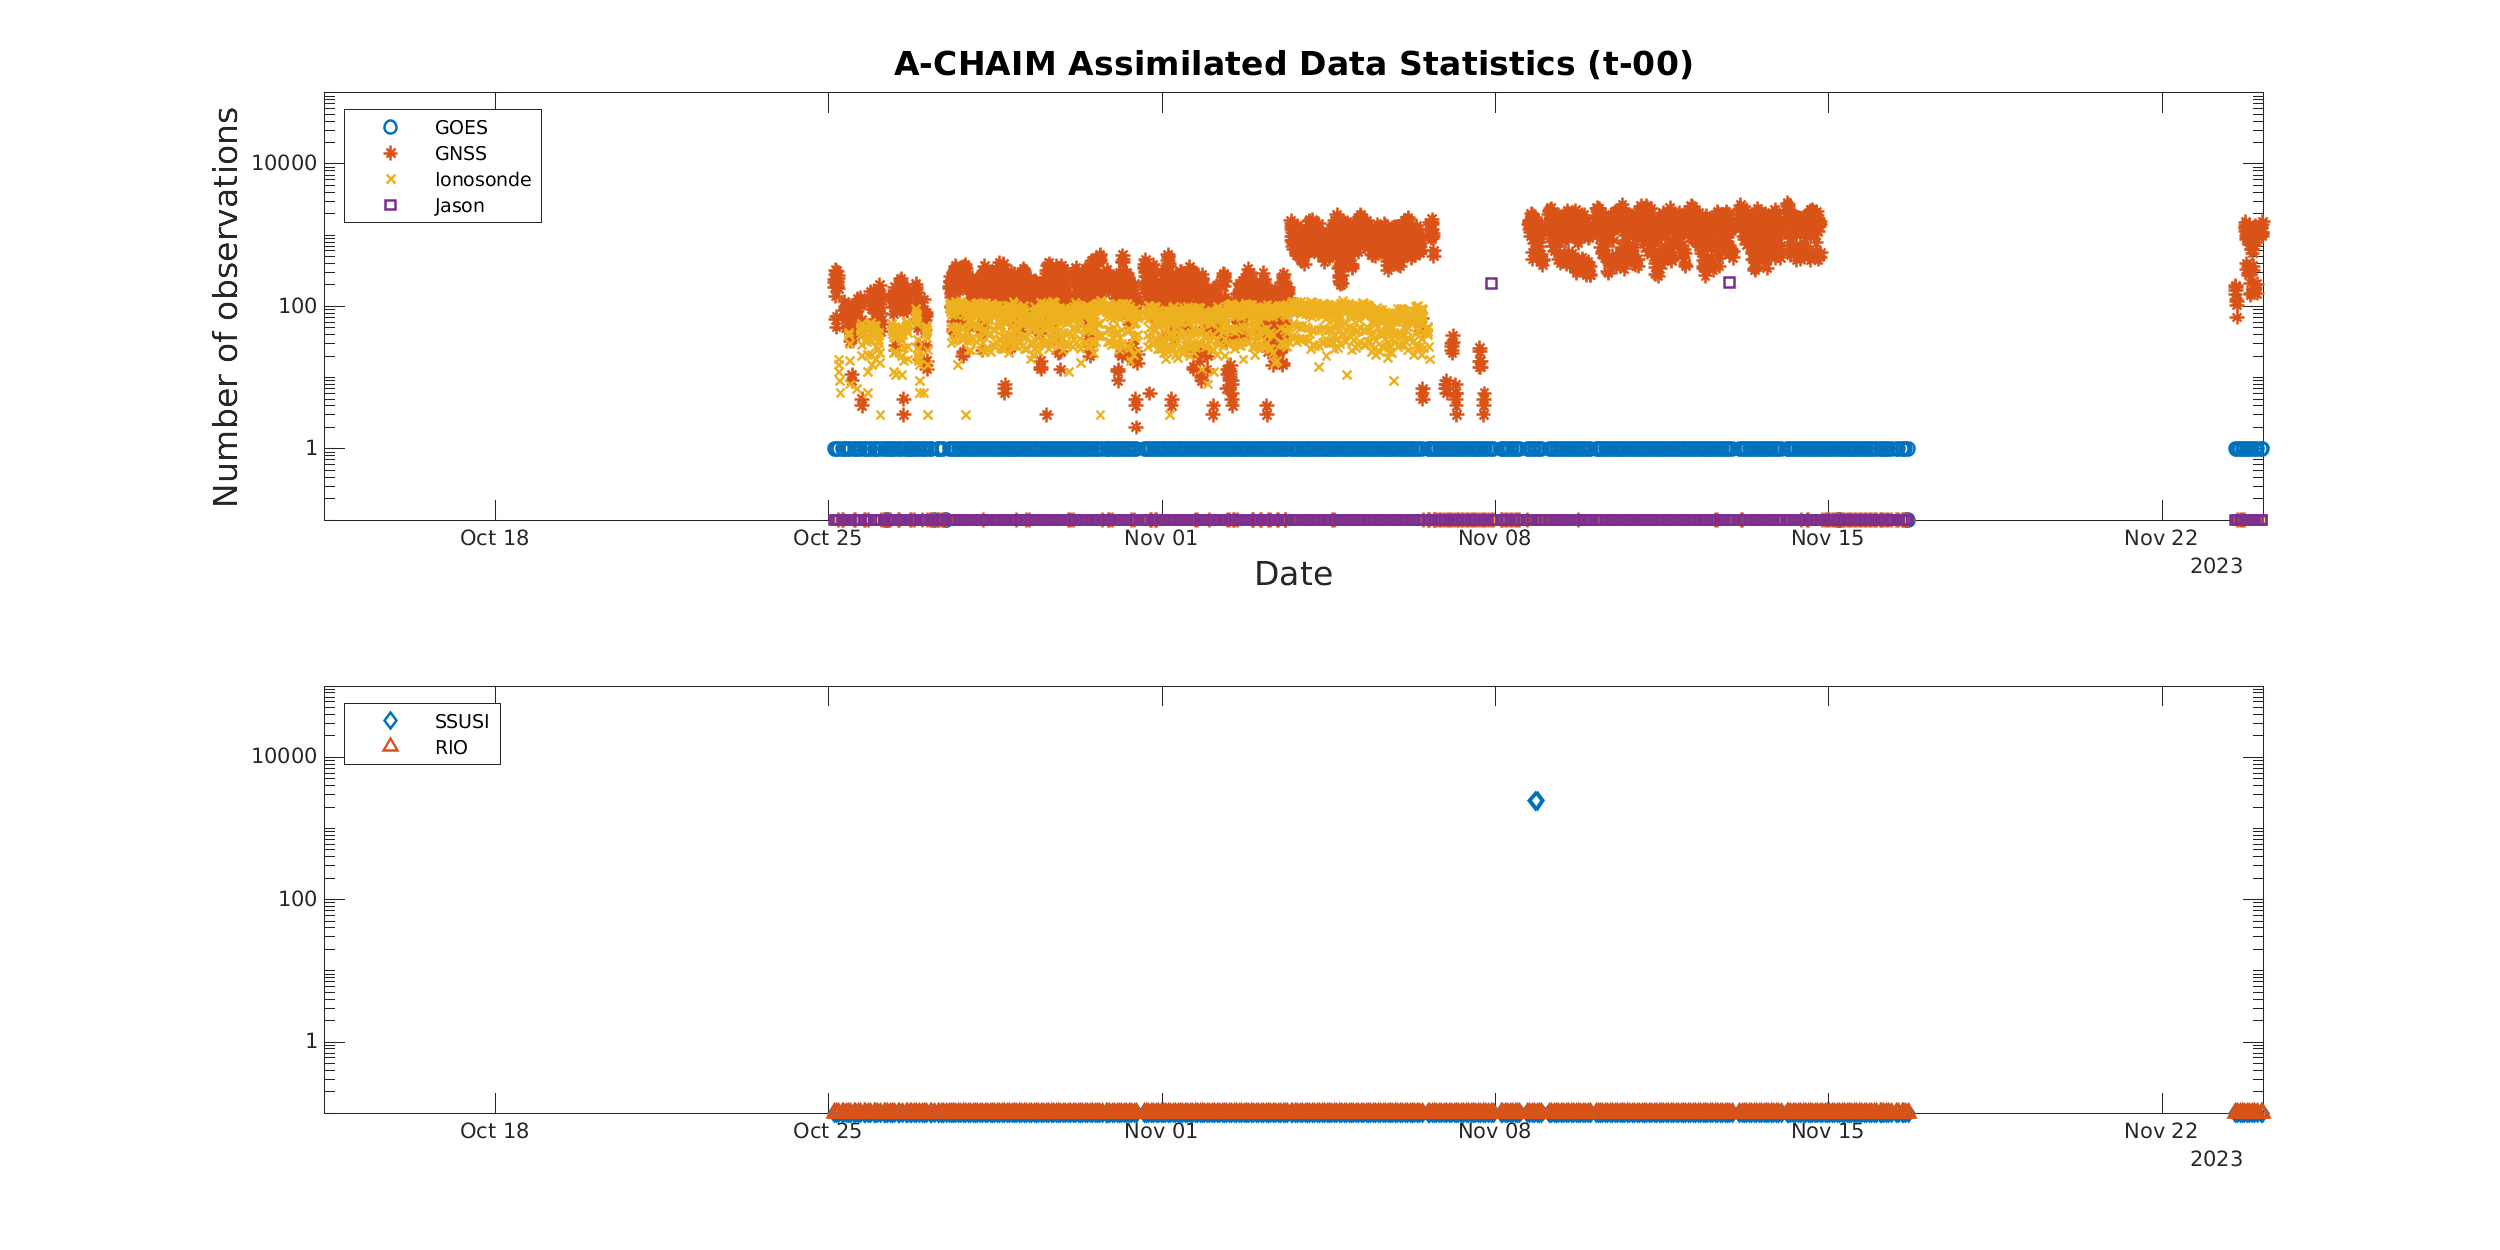 A-CHAIM Assimilated Data Statistics (t-00)
Number of observations
GOES
GNSS
Ionosonde
Jason
10000
100
1
Oct 18 Oct 25 Nov 01 Nov 08 Nov 15 Nov 22
2023
Date
SSUSI
RIO
10000
100
1
Oct 18 Oct 25 Nov 01 Nov 08 Nov 15 Nov 22
2023